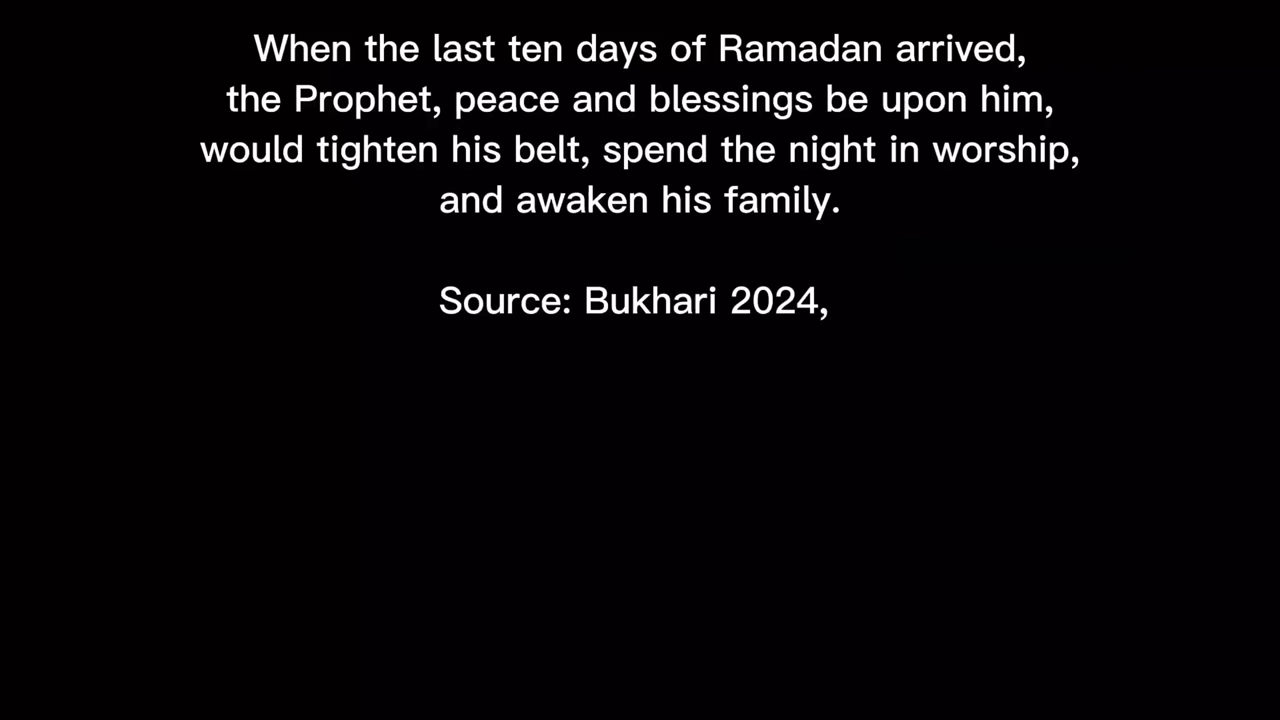 When the last ten days of Ramadan arrived,
the Prophet, peace and blessings be upon him,
would tighten his belt, spend the night in worship,
and awaken his family.
Source: Bukhari 2024,